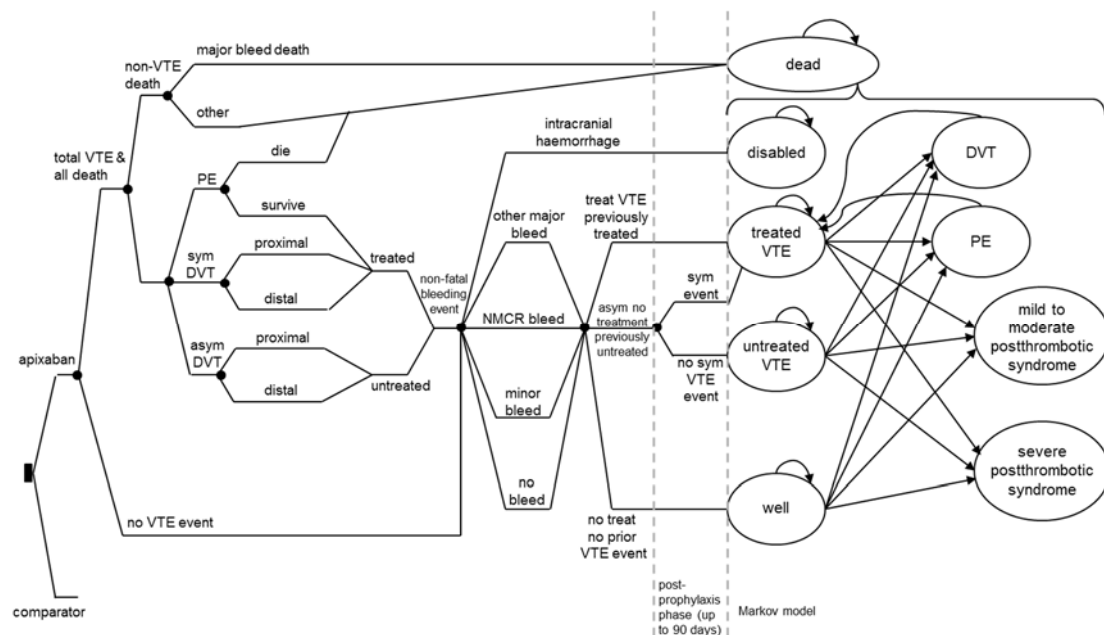 major bleed death
non-VTE
death
other
dead
total VTE &
all death
die
PE
survive
sym
DVT
proximal
distal
treated
asym
DVT
proximal
distal
untreated
apixaban
comparator
no VTE event
non-fatal
bleeding
event
intracranial
haemorrhage
other major
bleed
NMCR bleed
minor
bleed
no
bleed
treat VTE
previously
treated
asym no
treatment
previously
untreated
no treat
no prior
VTE event
sym
event
no sym
VTE
event
disabled
treated
VTE
untreated
VTE
well
DVT
PE
mild to
moderate
postthrombotic
syndrome
severe
postthrombotic
syndrome
post-
prophylaxis
phase (up
to 90 days)
Markov model